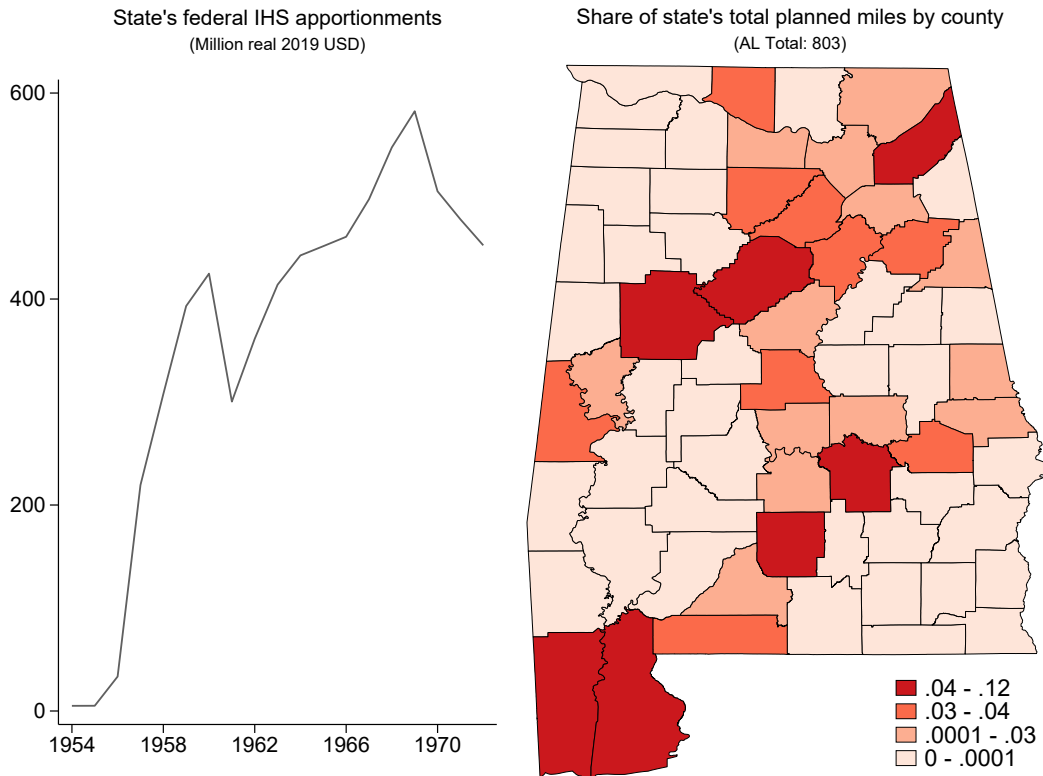 State's federal IHS apportionments
(Million real 2019 USD)
600
400
200
0
1954
1958
1962
1966
1970
Share of state's total planned miles by county
(AL Total: 803)
.04 - .12
.03 - .04
.0001 - .03
0 - .0001